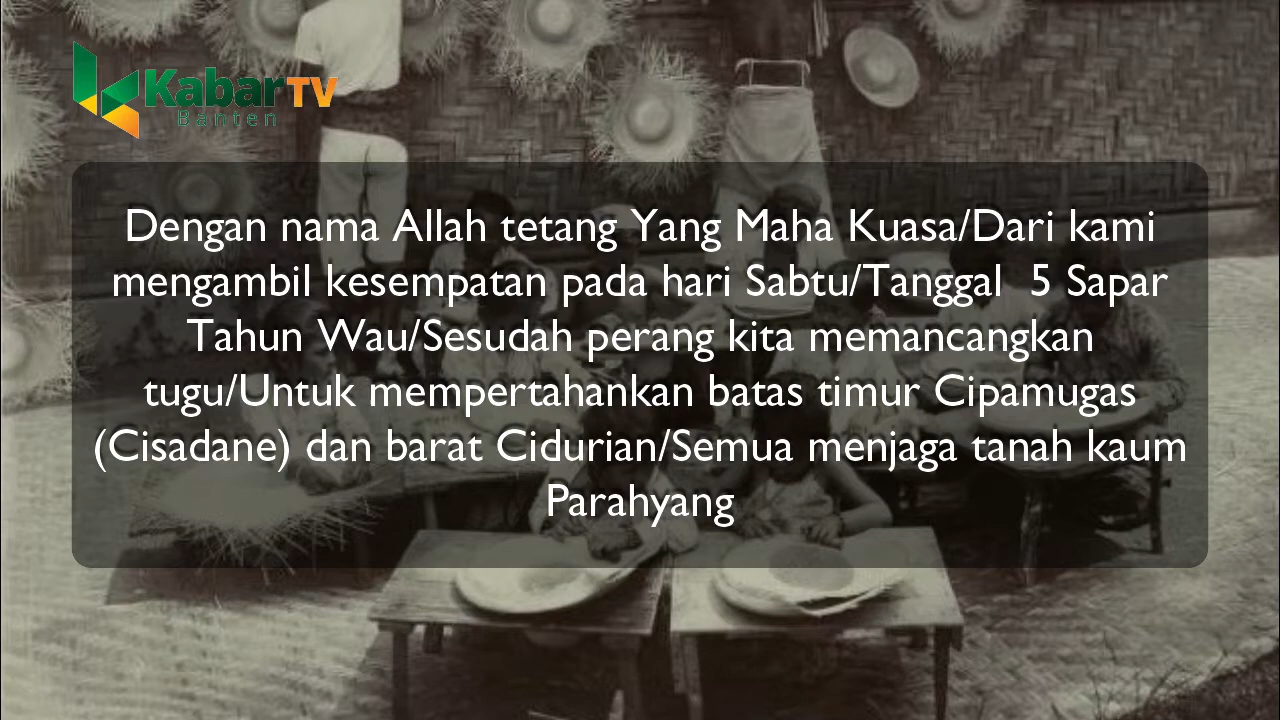 KabarTV
Banten
Dengan nama Allah tetang Yang Maha Kuasa/Dari kami
mengambil kesempatan pada hari Sabtu/Tanggal  5 Sapar
Tahun Wau/Sesudah perang kita memancangkan
tugu/Untuk mempertahankan batas timur Cipamugas
(Cisadane) dan barat Cidurian/Semua menjaga tanah kaum
Parahyang